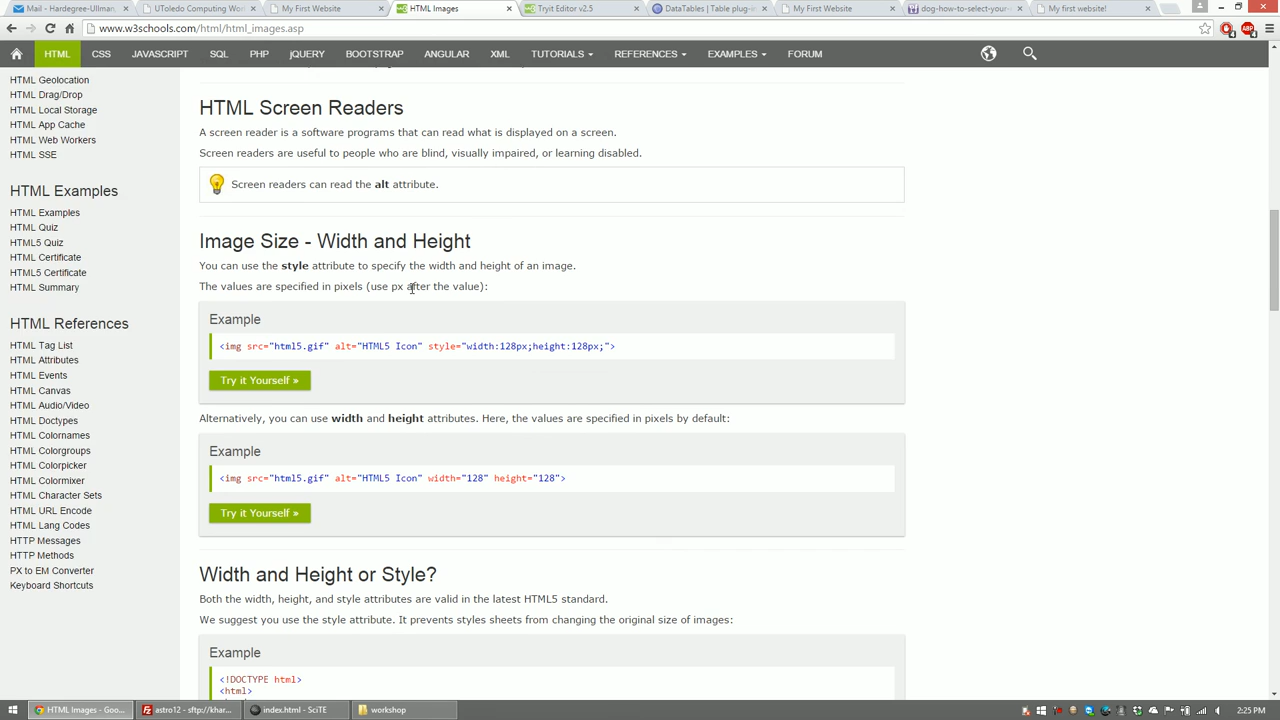 Mail - Hardegree-Ullman
UToledo Computing Wor
My First Website
HTML Images
Tryit Editor v2.5
DataTables | Table plug-in
My First Website
dog-how-to-select-your-
My first website!
www.w3schools.com/html/html_images.asp
HTML CSS JAVASCRIPT SQL PHP jQUERY BOOTSTRAP ANGULAR XML TUTORIALS REFERENCES EXAMPLES FORUM
HTML Geolocation
HTML Drag/Drop
HTML Local Storage
HTML App Cache
HTML Web Workers
HTML SSE
HTML Examples
HTML Examples
HTML Quiz
HTML5 Quiz
HTML Certificate
HTML5 Certificate
HTML Summary
HTML References
HTML Tag List
HTML Attributes
HTML Events
HTML Canvas
HTML Audio/Video
HTML Doctypes
HTML Colornames
HTML Colorgroups
HTML Colorpicker
HTML Colormixer
HTML Character Sets
HTML URL Encode
HTML Lang Codes
HTTP Messages
HTTP Methods
PX to EM Converter
Keyboard Shortcuts
HTML Screen Readers
A screen reader is a software programs that can read what is displayed on a screen.
Screen readers are useful to people who are blind, visually impaired, or learning disabled.
Screen readers can read the alt attribute.
Image Size - Width and Height
You can use the style attribute to specify the width and height of an image.
The values are specified in pixels (use px after the value):
Example
<img src="html5.gif" alt="HTML5 Icon" style="width:128px;height:128px;">
Try it Yourself »
Alternatively, you can use width and height attributes. Here, the values are specified in pixels by default:
Example
<img src="html5.gif" alt="HTML5 Icon" width="128" height="128">
Try it Yourself »
Width and Height or Style?
Both the width, height, and style attributes are valid in the latest HTML5 standard.
We suggest you use the style attribute. It prevents styles sheets from changing the original size of images:
Example
<!DOCTYPE html>
<html>
HTML Images - Goo...
astro12 - sftp://khar...
index.html - SciTE
workshop
2:25 PM